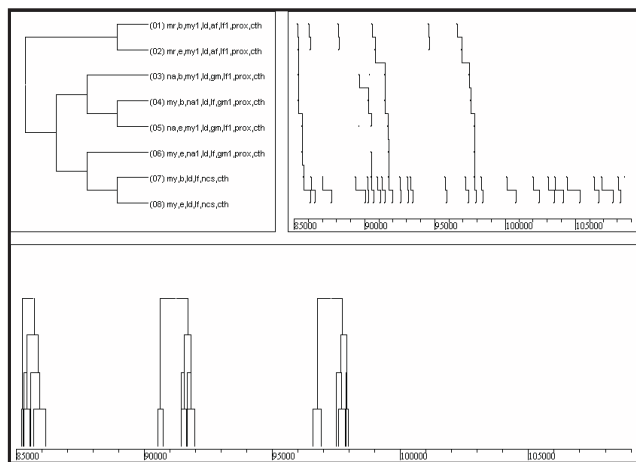 (01) mr,b,my1,ld,af,lf1,prox,cth
(02) mr,e,my1,ld,af,lf1,prox,cth
(03) na,b,my1,ld,gm,lf1,prox,cth
(04) my,b,na1,ld,lf,gm1,prox,cth
(05) na,e,my1,ld,gm,lf1,prox,cth
(06) my,e,na1,ld,lf,gm1,prox,cth
(07) my,b,ld,lf,ncs,cth
(08) my,e,ld,lf,ncs,cth
85000 90000 95000 100000 105000
85000 90000 95000 100000 105000